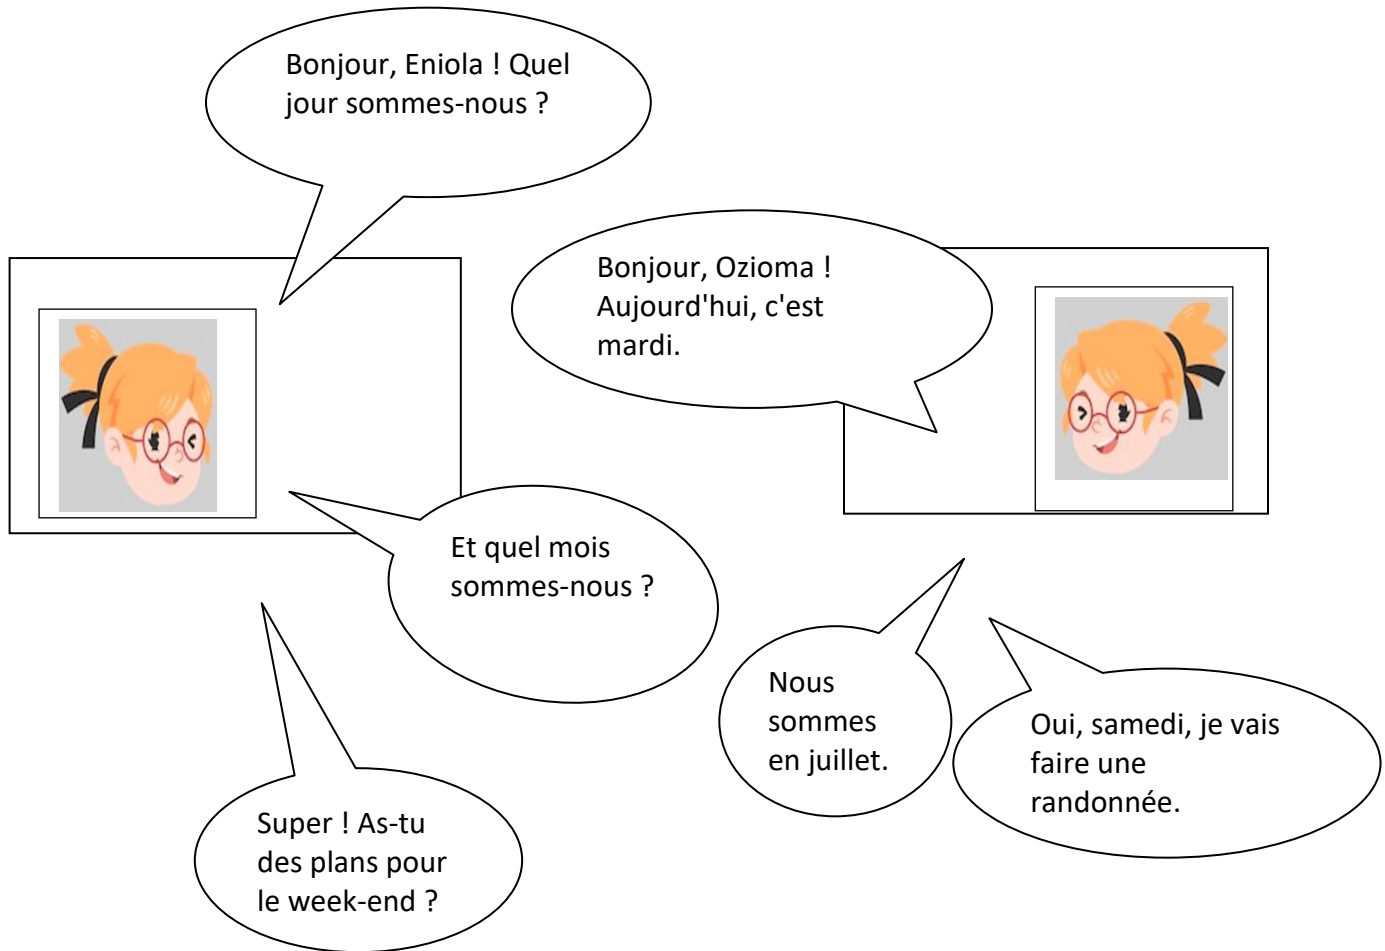 Bonjour, Eniola ! Quel
jour sommes-nous ?
Bonjour, Ozioma !
Aujourd'hui, c'est
mardi.
Et quel mois
sommes-nous ?
Nous
sommes
en juillet.
Super ! As-tu
des plans pour
le week-end ?
Oui, samedi, je vais
faire une
randonnée.